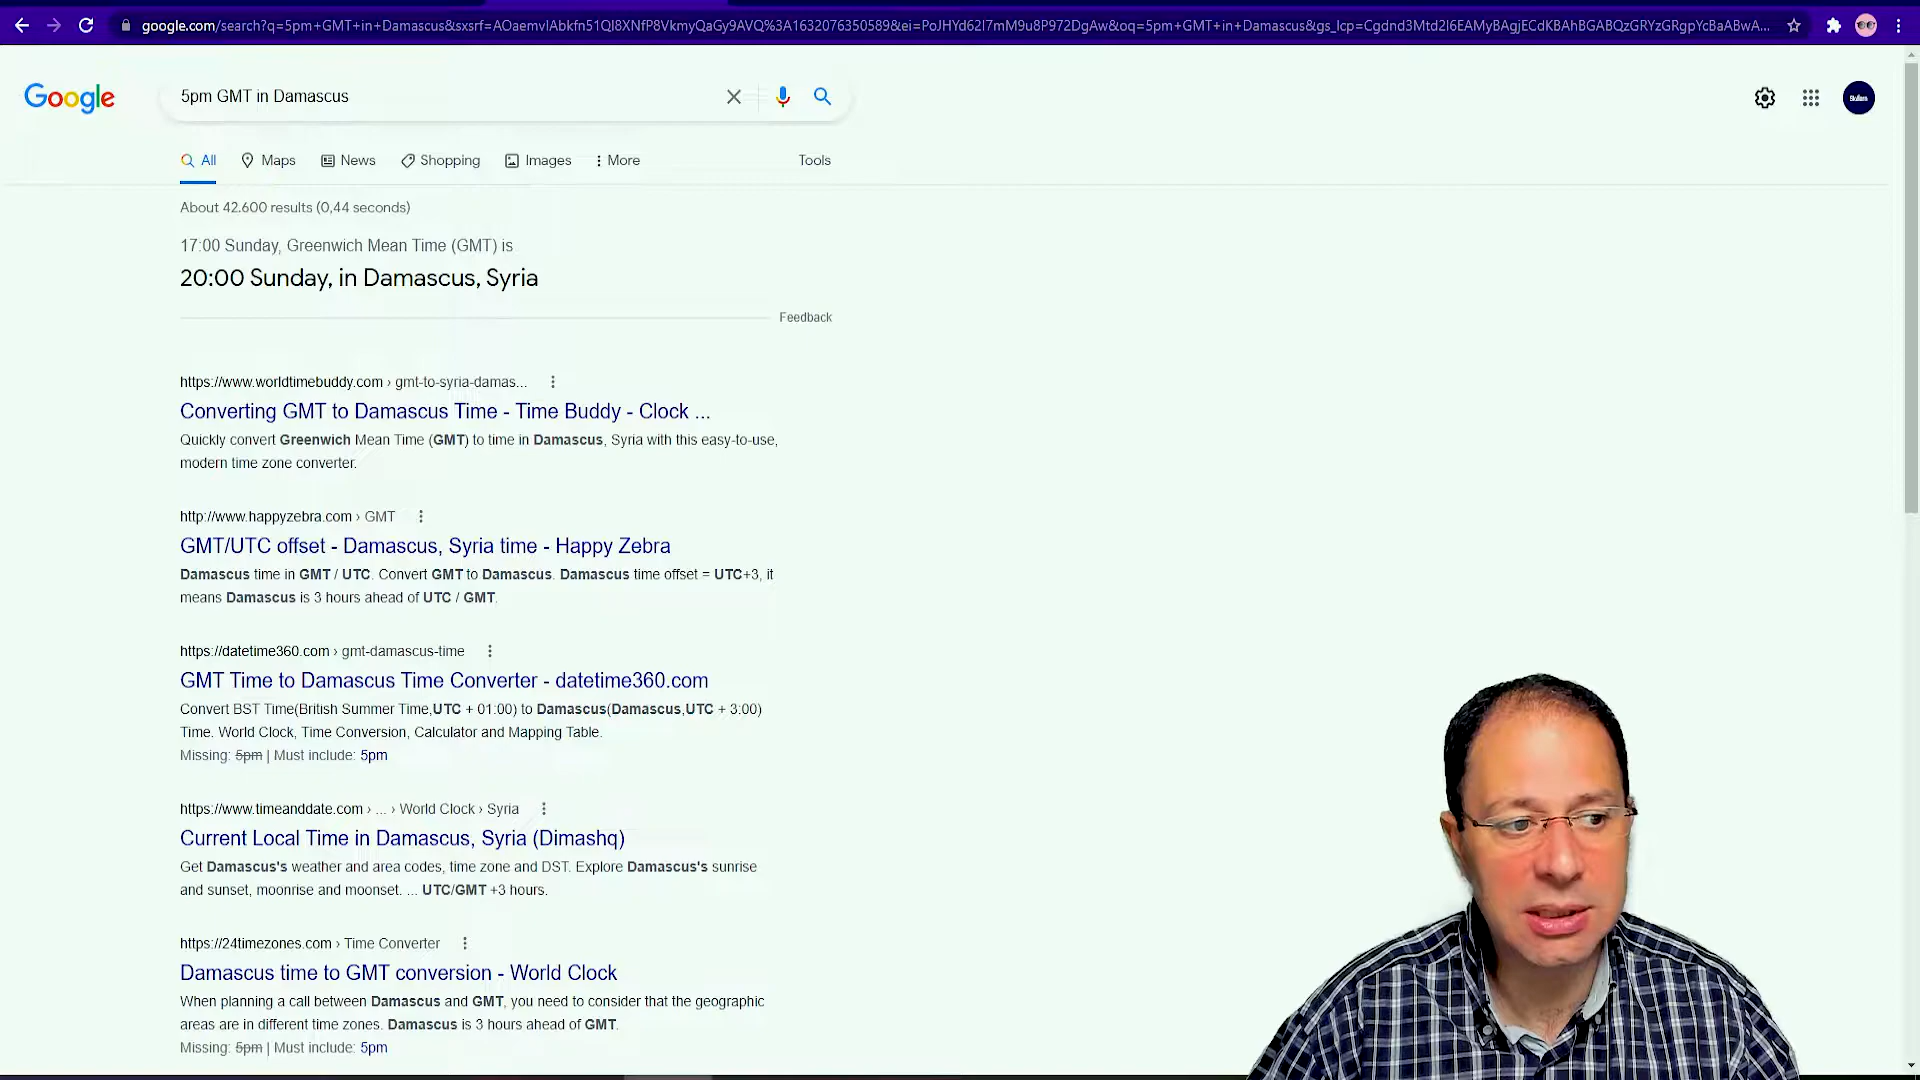 google.com/search?q=5pm+GMT+in+Damascus&sxsrf=AOaemvIAbkfn51QI8XNfP8VkmyQaGy9AVQ%3A1632076350589&ei=PoJHYd62I7mM9u8P972DgAw&oq=5pm+GMT+in+Damascus&gs_lcp=Cgdnd3Mtd2l6EAMyBAgjECdKBAhBGABQzGRYzGRgpYcBaABwA...
Google
5pm GMT in Damascus
All Maps News Shopping Images More Tools
About 42.600 results (0,44 seconds)
17:00 Sunday, Greenwich Mean Time (GMT) is
20:00 Sunday, in Damascus, Syria
Feedback
https://www.worldtimebuddy.com › gmt-to-syria-damas...
Converting GMT to Damascus Time - Time Buddy - Clock ...
Quickly convert Greenwich Mean Time (GMT) to time in Damascus, Syria with this easy-to-use,
modern time zone converter.
http://www.happyzebra.com › GMT
GMT/UTC offset - Damascus, Syria time - Happy Zebra
Damascus time in GMT / UTC. Convert GMT to Damascus. Damascus time offset = UTC+3, it
means Damascus is 3 hours ahead of UTC / GMT.
https://datetime360.com › gmt-damascus-time
GMT Time to Damascus Time Converter - datetime360.com
Convert BST Time(British Summer Time,UTC + 01:00) to Damascus(Damascus,UTC + 3:00)
Time. World Clock, Time Conversion, Calculator and Mapping Table.
Missing: 5pm | Must include: 5pm
https://www.timeanddate.com › ... › World Clock › Syria
Current Local Time in Damascus, Syria (Dimashq)
Get Damascus's weather and area codes, time zone and DST. Explore Damascus's sunrise
and sunset, moonrise and moonset. ... UTC/GMT +3 hours.
https://24timezones.com › Time Converter
Damascus time to GMT conversion - World Clock
When planning a call between Damascus and GMT, you need to consider that the geographic
areas are in different time zones. Damascus is 3 hours ahead of GMT.
Missing: 5pm | Must include: 5pm